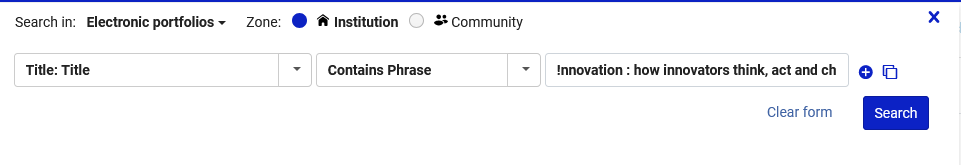 Search in: Electronic portfolios Zone: Institution Community
Title: Title Contains Phrase !nnovation : how innovators think, act and ch
Clear form Search